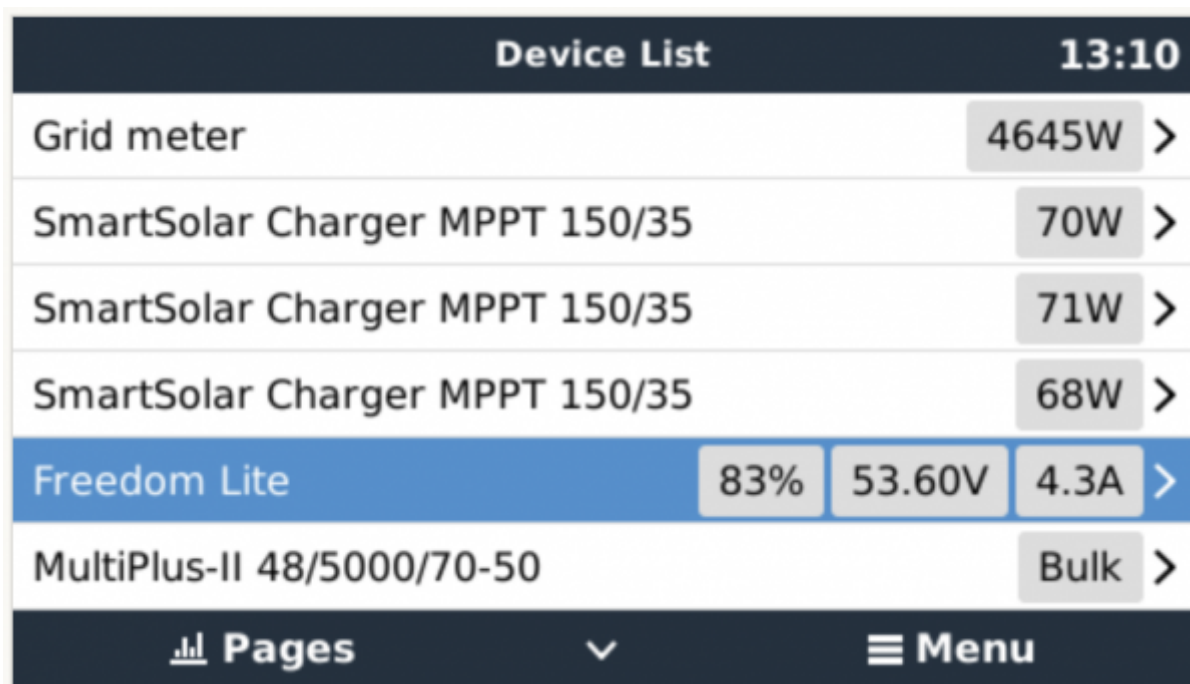 Device List 13:10
Grid meter 4645W
SmartSolar Charger MPPT 150/35 70W
SmartSolar Charger MPPT 150/35 71W
SmartSolar Charger MPPT 150/35 68W
Freedom Lite 83% 53.60V 4.3A
MultiPlus-II 48/5000/70-50 Bulk
Pages Menu